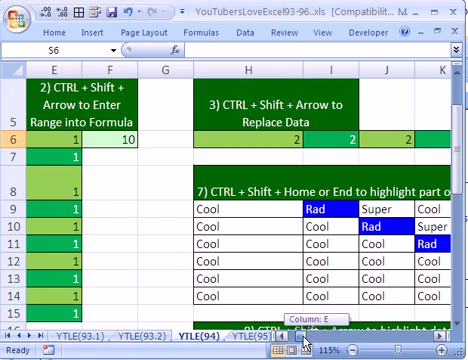 YouTubersLoveExcel93-96...xls [Compatibilit...
Home Insert Page Layout Formulas Data Review View Developer
S6 fx
E F G H I J K
5 2) CTRL + Shift + Arrow to Enter Range into Formula 3) CTRL + Shift + Arrow to Replace Data
6 1 10 2 2 2
7 1
8 1 7) CTRL + Shift + Home or End to highlight part o
9 1 Cool Rad Super Cool
10 1 Cool Cool Rad Super
11 1 Cool Cool Cool Rad
12 1 Cool Cool Cool Cool
13 1 Cool Cool Cool Cool
14 1 Cool Cool Cool Cool
15 1
Column: E
YTLE(93.1) YTLE(93.2) YTLE(94) YTLE(95)
Ready 115%